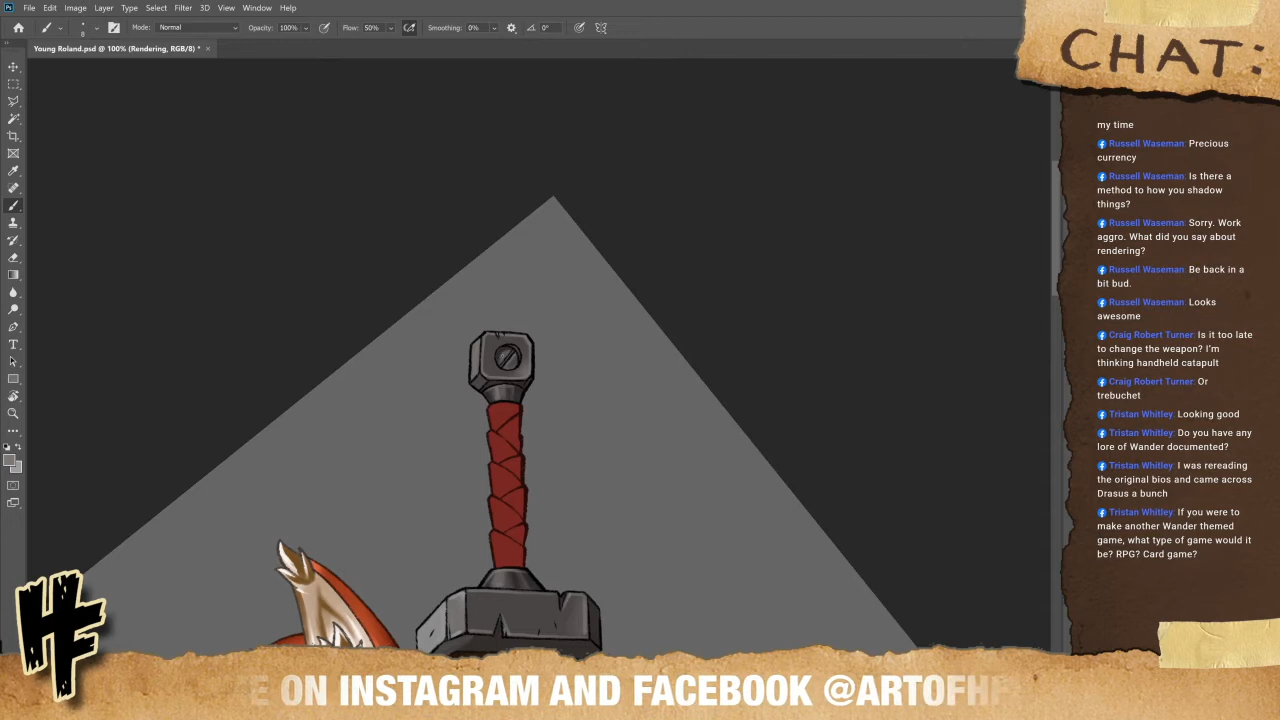 File Edit Image Layer Type Select Filter 3D View Window Help
Mode: Normal Opacity: 100% Flow: 50% Smoothing: 0% 0°
8
Young Roland.psd @ 100% (Rendering, RGB/8) *
CHAT:
my time
Russell Waseman: Precious
currency
Russell Waseman: Is there a
method to how you shadow
things?
Russell Waseman: Sorry. Work
aggro. What did you say about
rendering?
Russell Waseman: Be back in a
bit bud.
Russell Waseman: Looks
awesome
Craig Robert Turner: Is it too late
to change the weapon? I'm
thinking handheld catapult
Craig Robert Turner: Or
trebuchet
Tristan Whitley: Looking good
Tristan Whitley: Do you have any
lore of Wander documented?
Tristan Whitley: I was rereading
the original bios and came across
Drasus a bunch
Tristan Whitley: If you were to
make another Wander themed
game, what type of game would it
be? RPG? Card game?
HF
E ON INSTAGRAM AND FACEBOOK @ARTOFHF